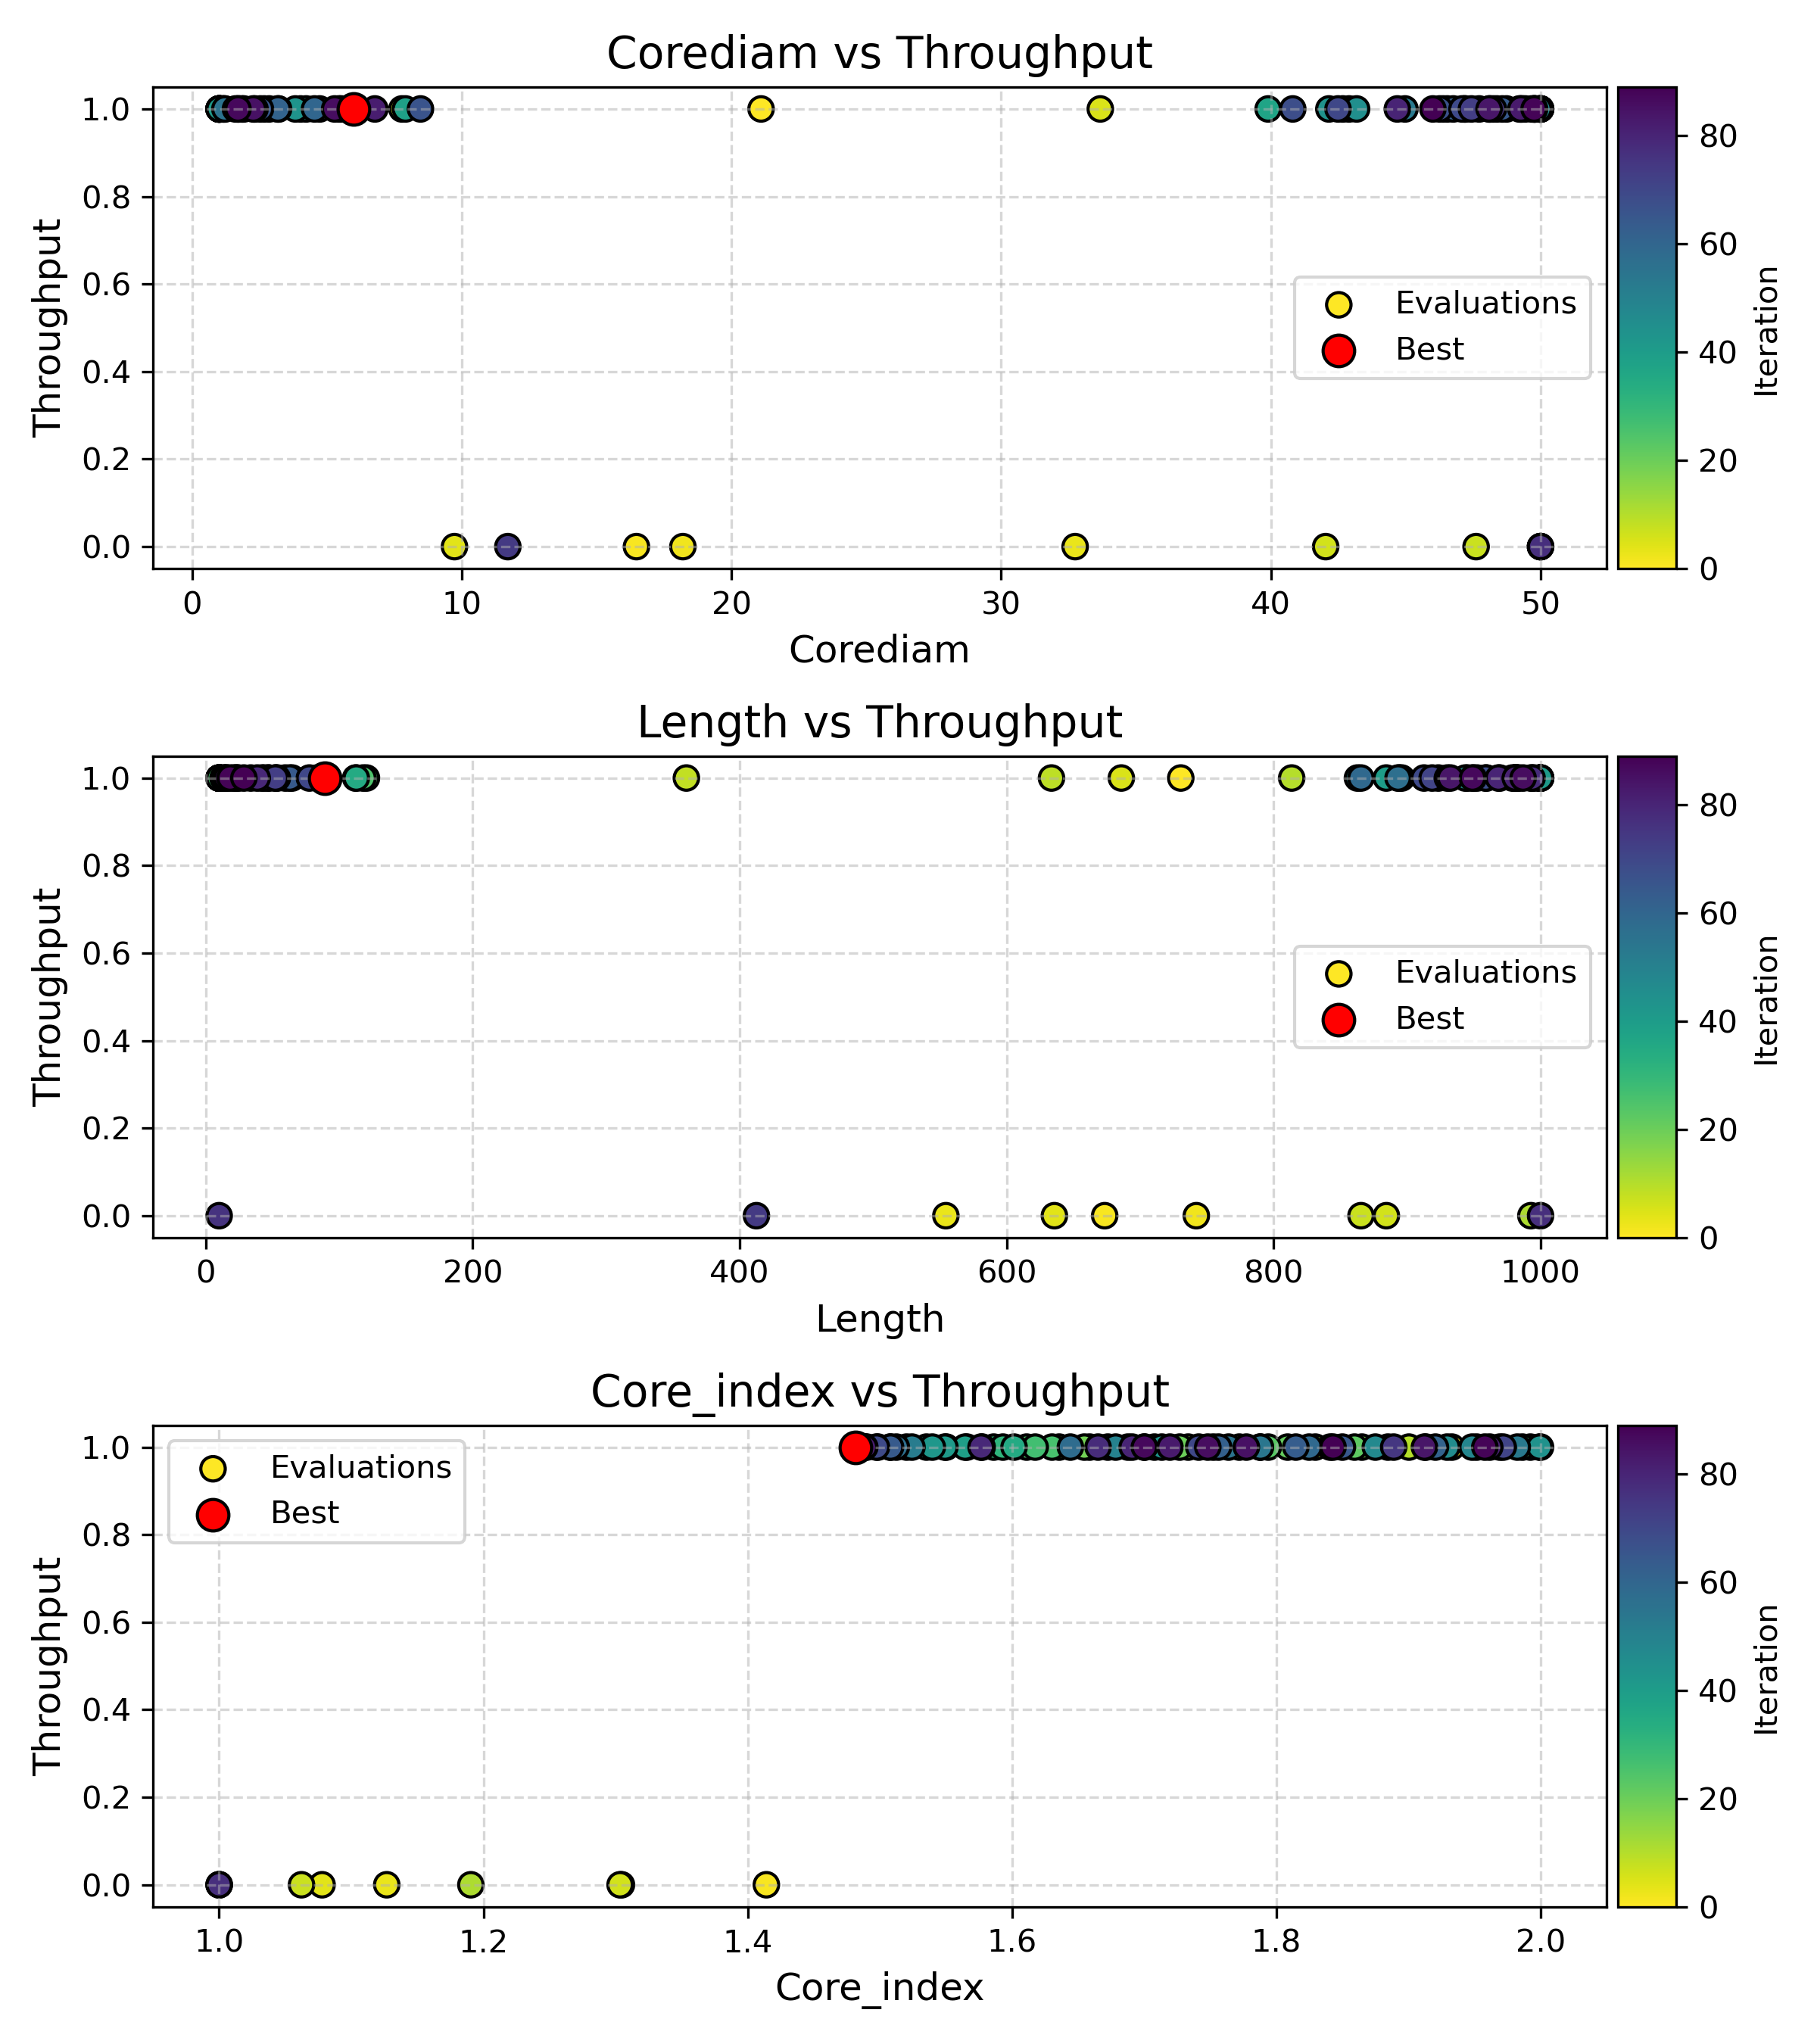 Corediam vs Throughput
Throughput
1.0
0.8
0.6
0.4
0.2
0.0
0
10
20
30
40
50
Corediam
Evaluations
Best
80
60
40
20
0
Iteration
Length vs Throughput
Throughput
1.0
0.8
0.6
0.4
0.2
0.0
0
200
400
600
800
1000
Length
Evaluations
Best
80
60
40
20
0
Iteration
Core_index vs Throughput
Throughput
1.0
0.8
0.6
0.4
0.2
0.0
1.0
1.2
1.4
1.6
1.8
2.0
Core_index
Evaluations
Best
80
60
40
20
0
Iteration